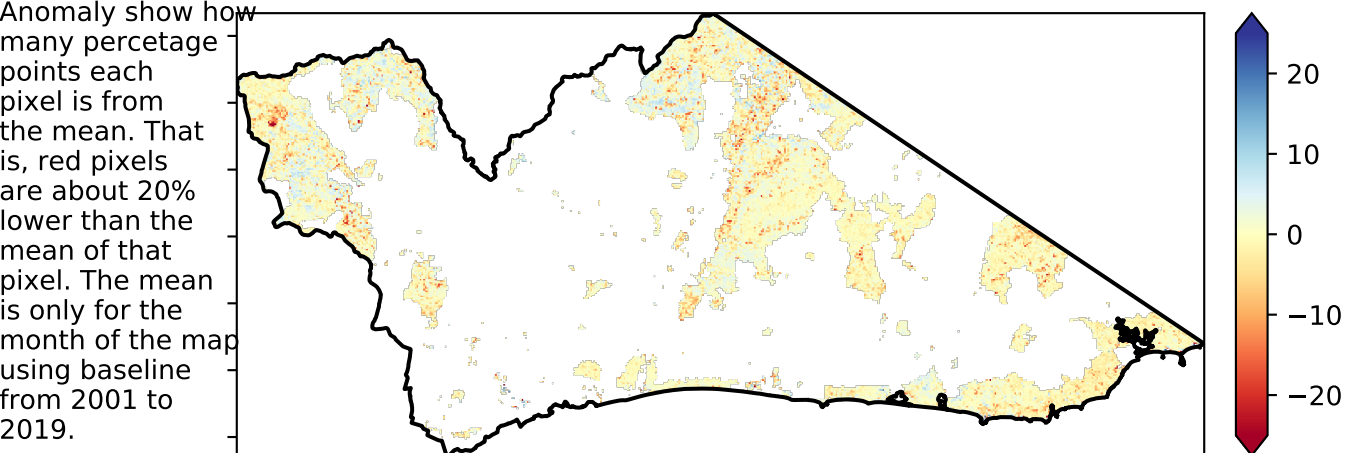 Anomaly show how
many percetage
points each
pixel is from
the mean. That
is, red pixels
are about 20%
lower than the
mean of that
pixel. The mean
is only for the
month of the map
using baseline
from 2001 to
2019.
20
10
0
−10
−20